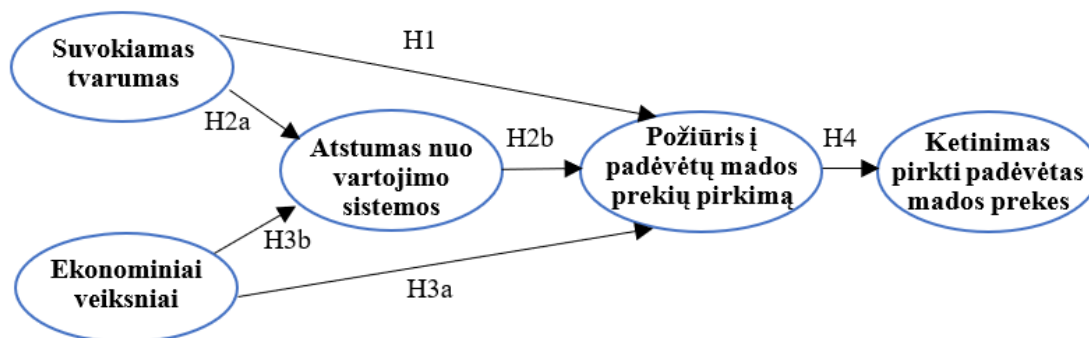 Suvokiamas
tvarumas
H1
H2a
Atstumas nuo
vartojimo
sistemos
H2b
Požiūris į
padėvėtų mados
prekių pirkimą
H4
Ketinimas
pirkti padėvėtas
mados prekes
H3b
Ekonominiai
veiksniai
H3a